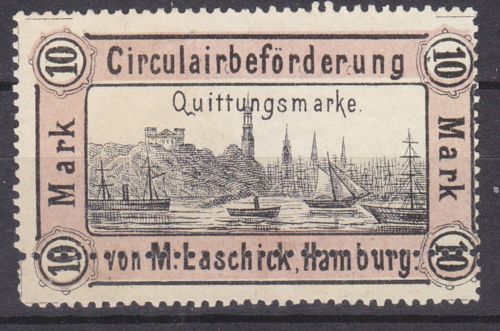 10 Circulairbeförderung 10
Quittungsmarke.
Mark Mark
10 von M. Laschick, Hamburg. 10